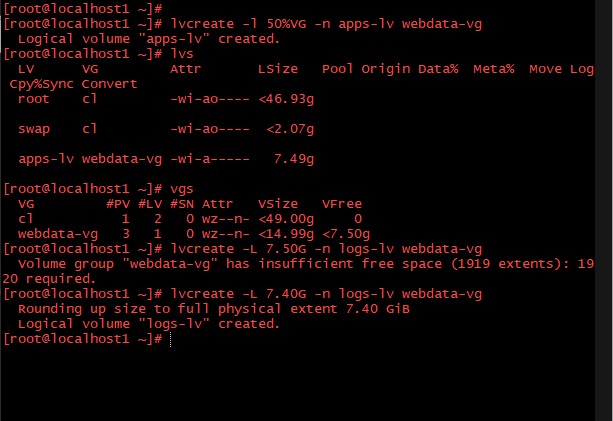 [root@localhost1 ~]#
[root@localhost1 ~]# lvcreate -l 50%VG -n apps-lv webdata-vg
  Logical volume "apps-lv" created.
[root@localhost1 ~]# lvs
  LV      VG         Attr       LSize   Pool Origin Data%  Meta%  Move Log
 Cpy%Sync Convert
  root    cl         -wi-ao---- <46.93g
  swap    cl         -wi-ao----  <2.07g
  apps-lv webdata-vg -wi-a-----   7.49g
[root@localhost1 ~]# vgs
  VG         #PV #LV #SN Attr   VSize   VFree
  cl           1   2   0 wz--n- <49.00g     0
  webdata-vg   3   1   0 wz--n- <14.99g <7.50g
[root@localhost1 ~]# lvcreate -L 7.50G -n logs-lv webdata-vg
  Volume group "webdata-vg" has insufficient free space (1919 extents): 19
20 required.
[root@localhost1 ~]# lvcreate -L 7.40G -n logs-lv webdata-vg
  Rounding up size to full physical extent 7.40 GiB
  Logical volume "logs-lv" created.
[root@localhost1 ~]#